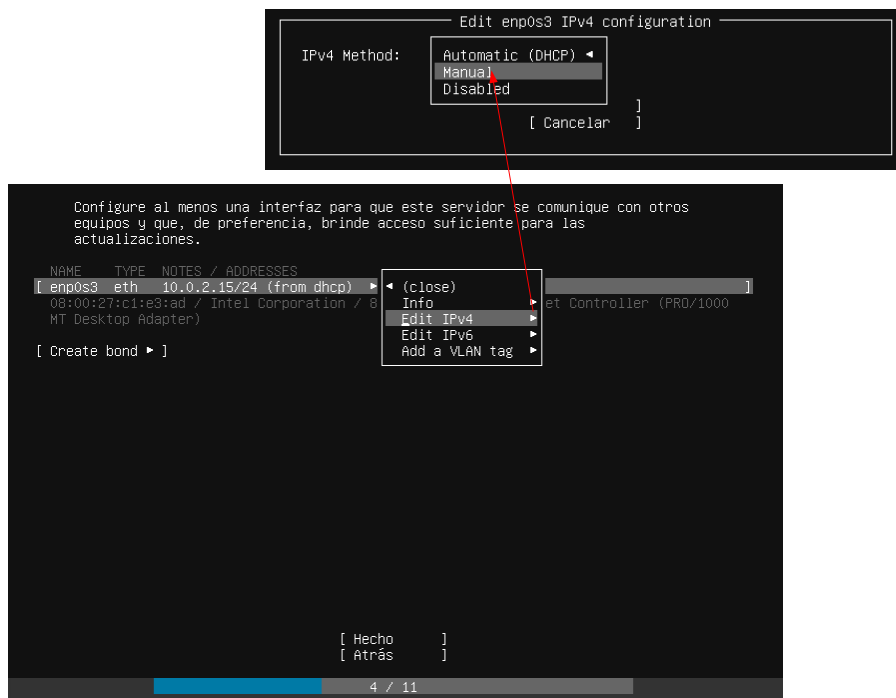 Edit enp0s3 IPv4 configuration
IPv4 Method:
Automatic (DHCP) ◂
Manual
Disabled
]
[ Cancelar ]
Configure al menos una interfaz para que este servidor se comunique con otros
equipos y que, de preferencia, brinde acceso suficiente para las
actualizaciones.
NAME TYPE NOTES / ADDRESSES
[ enp0s3 eth 10.0.2.15/24 (from dhcp) ▸ ]
08:00:27:c1:e3:ad / Intel Corporation / 8 et Controller (PRO/1000
MT Desktop Adapter)
◂ (close)
Info ▸
Edit IPv4 ▸
Edit IPv6 ▸
Add a VLAN tag ▸
[ Create bond ▸ ]
[ Hecho ]
[ Atrás ]
4 / 11